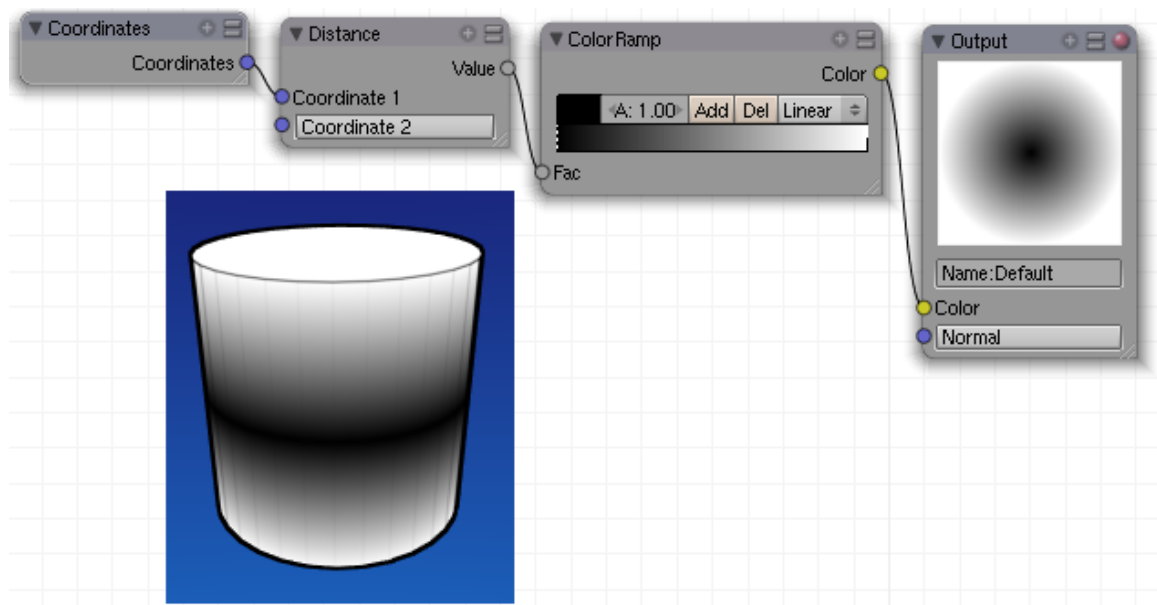 Coordinates
Coordinates
Distance
Value
Coordinate 1
Coordinate 2
ColorRamp
Color
A: 1.00 Add Del Linear
Fac
Output
Name:Default
Color
Normal